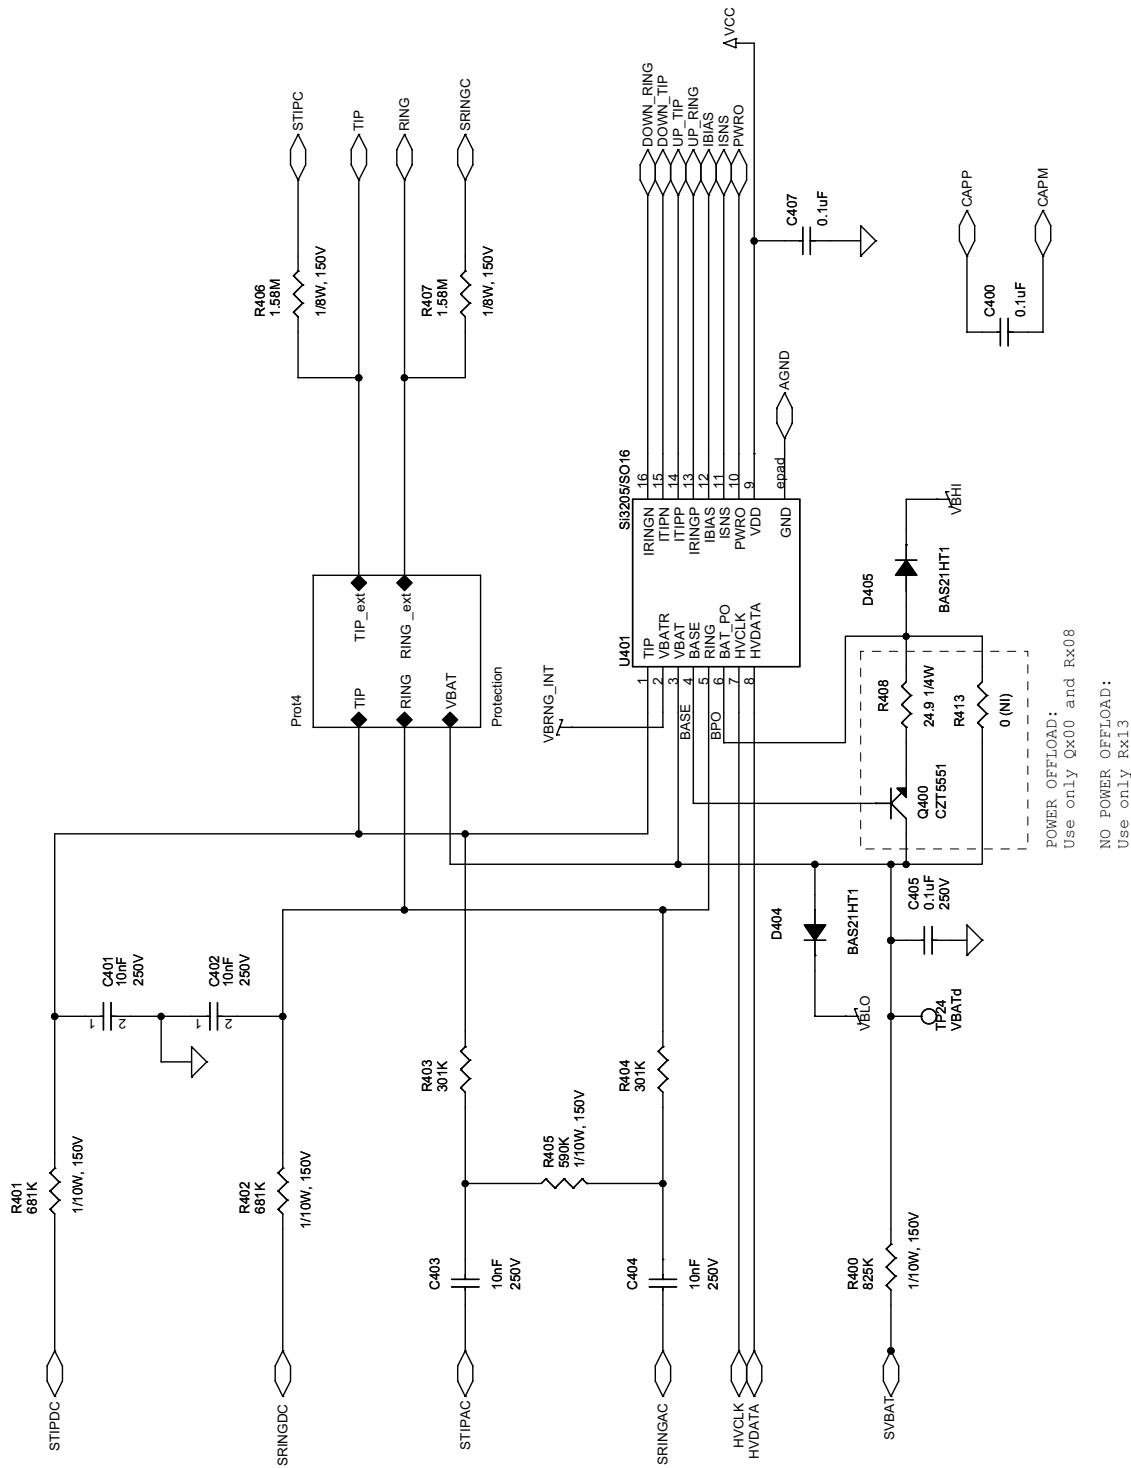 STIPDC
R401
681K
1/10W, 150V
C401
10nF
250V
1
2
C402
10nF
250V
1
2
SRINGDC
R402
681K
1/10W, 150V
STIPAC
C403
10nF
250V
R403
301K
R405
590K
1/10W, 150V
SRINGAC
C404
10nF
250V
R404
301K
HVCLK
HVDATA
SVBAT
R400
825K
1/10W, 150V
TP24
VBATd
C405
0.1uF
250V
VBLO
D404
BAS21HT1
Prot4
TIP
RING
VBAT
TIP_ext
RING _ext
Protection
R406
1.58M
1/8W, 150V
R407
1.58M
1/8W, 150V
STIPC
TIP
RING
SRINGC
VBRNG_INT
BASE
BPO
U401
Si3205/SO16
1
TIP
2
VBATR
3
VBAT
4
BASE
5
RING
6
BAT_PO
7
HVCLK
8
HVDATA
IRINGN
16
ITIPN
15
ITIPP
14
IRINGP
13
IBIAS
12
ISNS
11
PWRO
10
VDD
9
GND
epad
AGND
DOWN_RING
DOWN_TIP
UP_TIP
UP_RING
IBIAS
ISNS
PWRO
VCC
C407
0.1uF
Q400
CZT5551
R408
24.9 1/4W
R413
0 (NI)
D405
BAS21HT1
VBHI
C400
0.1uF
CAPP
CAPM
POWER OFFLOAD:
Use only Qx00 and Rx08
NO POWER OFFLOAD:
Use only Rx13